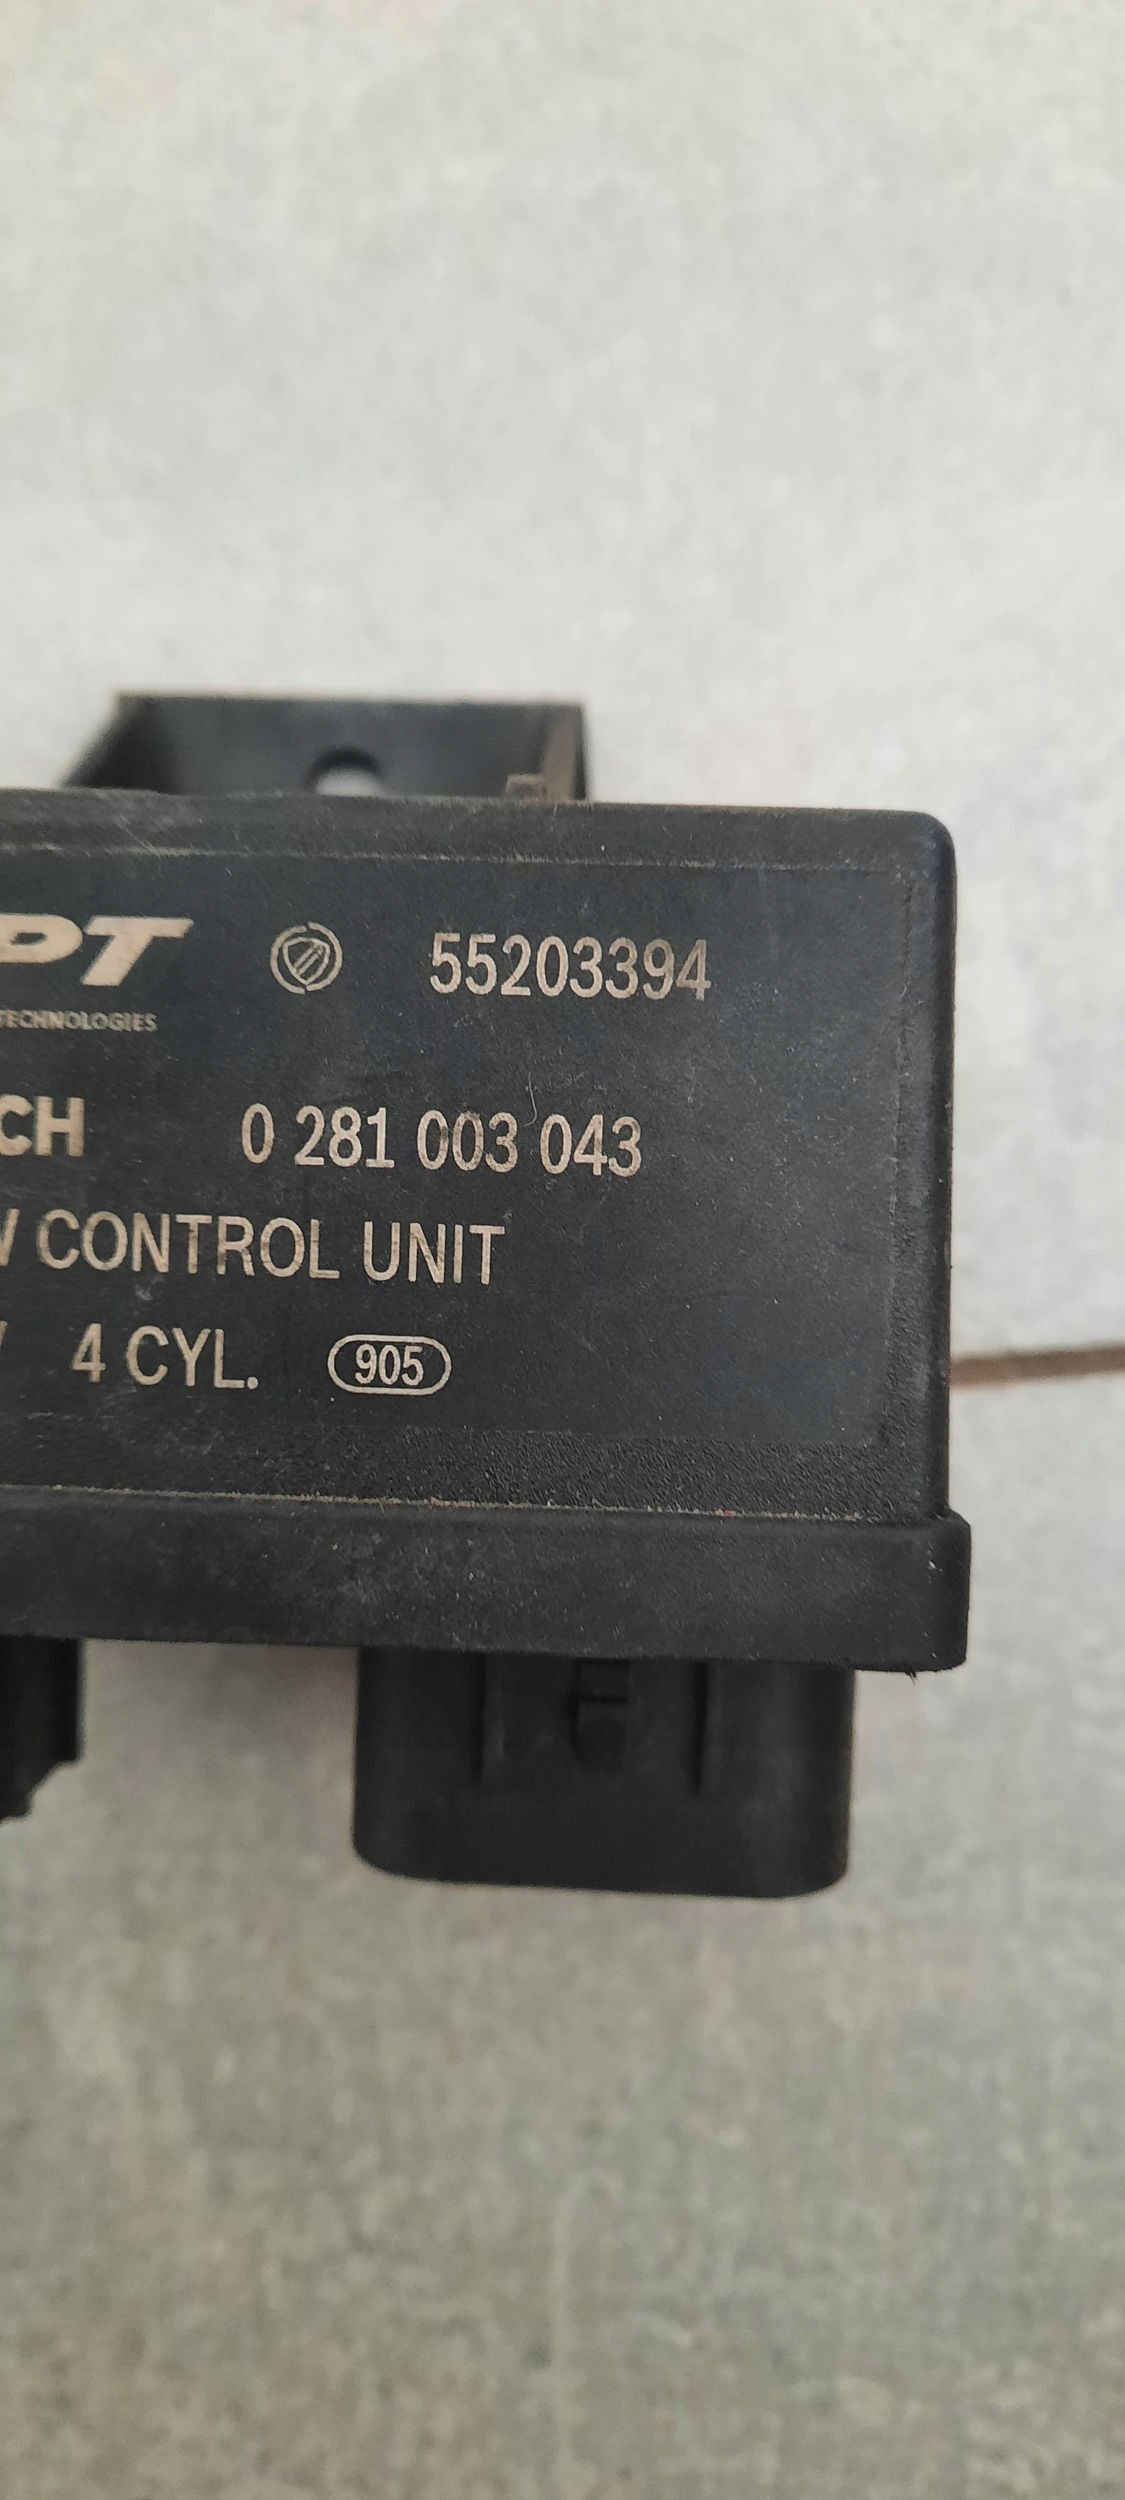 PT 55203394
TECHNOLOGIES
CH 0 281 003 043
CONTROL UNIT
4 CYL. 905